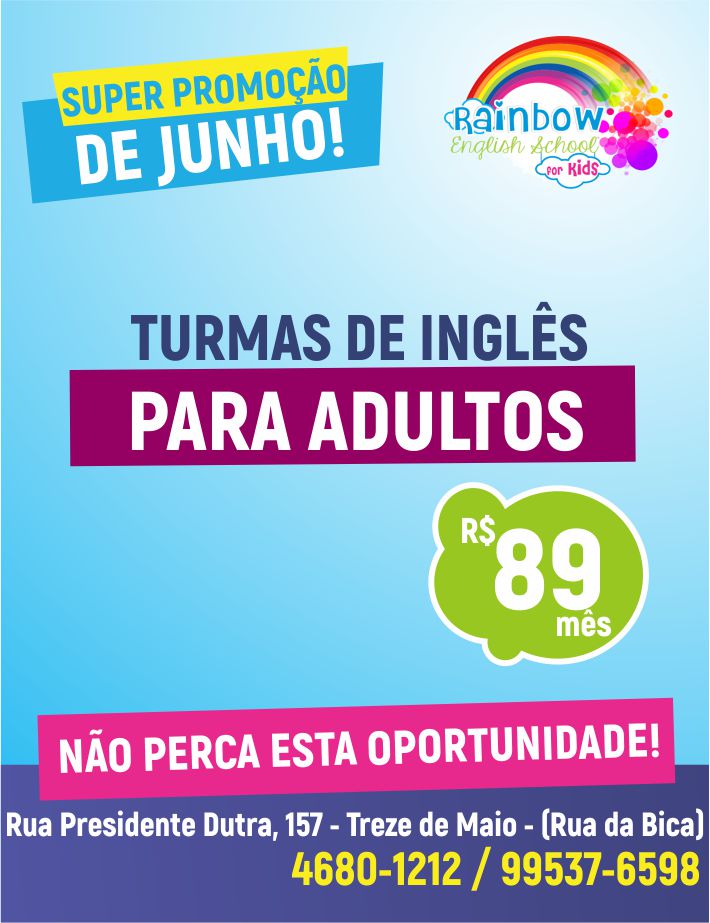 SUPER PROMOÇÃO
DE JUNHO!
Rainbow
English School
for Kids
TURMAS DE INGLÊS
PARA ADULTOS
R$ 89
mês
NÃO PERCA ESTA OPORTUNIDADE!
Rua Presidente Dutra, 157 - Treze de Maio - (Rua da Bica)
4680-1212 / 99537-6598